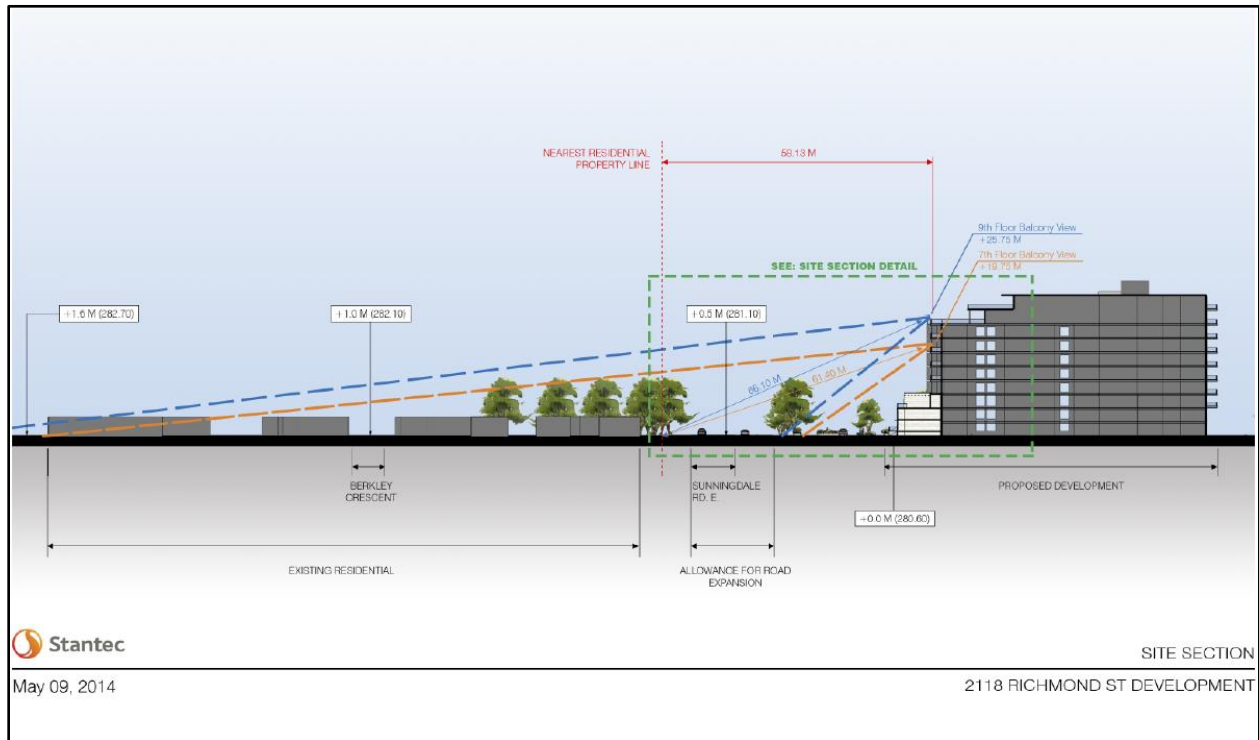 NEAREST RESIDENTIAL
PROPERTY LINE
58.13 M
9th Floor Balcony View
+25.75 M
7th Floor Balcony View
+19.75 M
SEE: SITE SECTION DETAIL
+1.6 M (282.70)
+1.0 M (282.10)
+0.5 M (281.10)
66.10 M
61.40 M
BERKLEY
CRESCENT
SUNNINGDALE
RD. E.
PROPOSED DEVELOPMENT
+0.0 M (280.60)
EXISTING RESIDENTIAL
ALLOWANCE FOR ROAD
EXPANSION
Stantec
SITE SECTION
May 09, 2014
2118 RICHMOND ST DEVELOPMENT